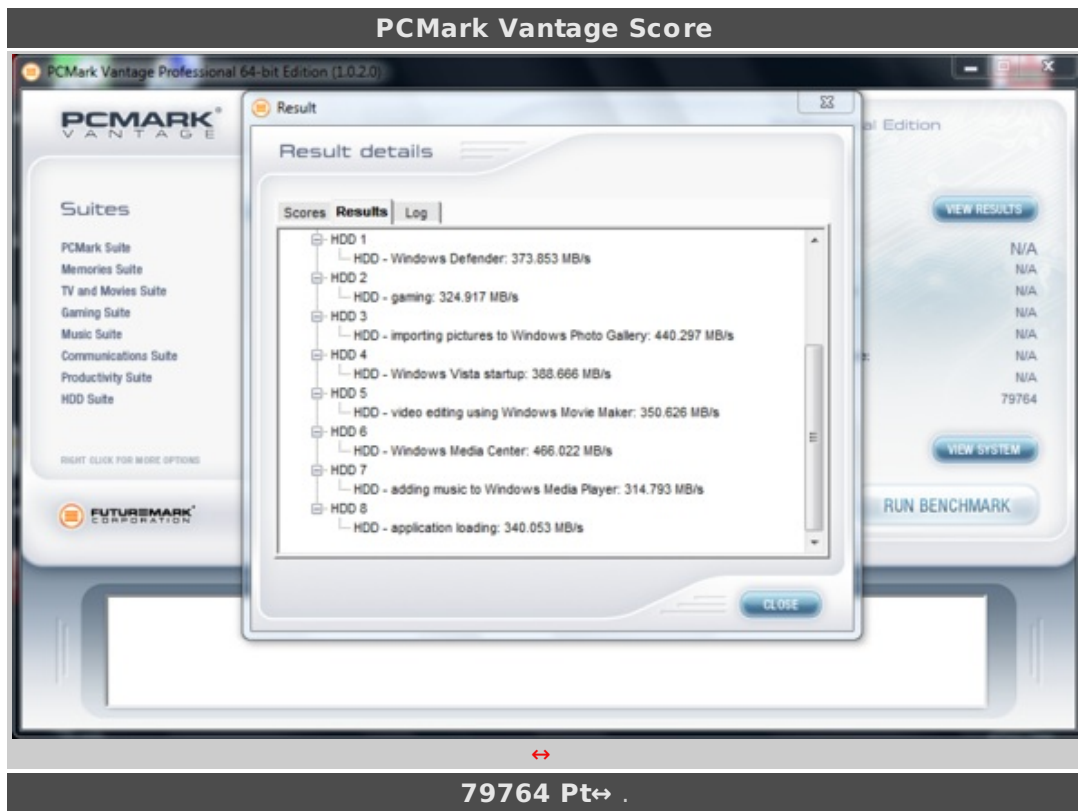 PCMark Vantage Score
PCMark Vantage Professional 64-bit Edition (1.0.2.0)
PCMARK®
VANTAGE
al Edition
Result
Result details
Scores Results Log
HDD 1
HDD - Windows Defender: 373.853 MB/s
HDD 2
HDD - gaming: 324.917 MB/s
HDD 3
HDD - importing pictures to Windows Photo Gallery: 440.297 MB/s
HDD 4
HDD - Windows Vista startup: 388.666 MB/s
HDD 5
HDD - video editing using Windows Movie Maker: 350.626 MB/s
HDD 6
HDD - Windows Media Center: 466.022 MB/s
HDD 7
HDD - adding music to Windows Media Player: 314.793 MB/s
HDD 8
HDD - application loading: 340.053 MB/s
CLOSE
Suites
VIEW RESULTS
PCMark Suite N/A
Memories Suite N/A
TV and Movies Suite N/A
Gaming Suite N/A
Music Suite N/A
Communications Suite N/A
Productivity Suite N/A
HDD Suite 79764
RIGHT CLICK FOR MORE OPTIONS
VIEW SYSTEM
FUTUREMARK®
CORPORATION
RUN BENCHMARK
↔
79764 Pt↔ .